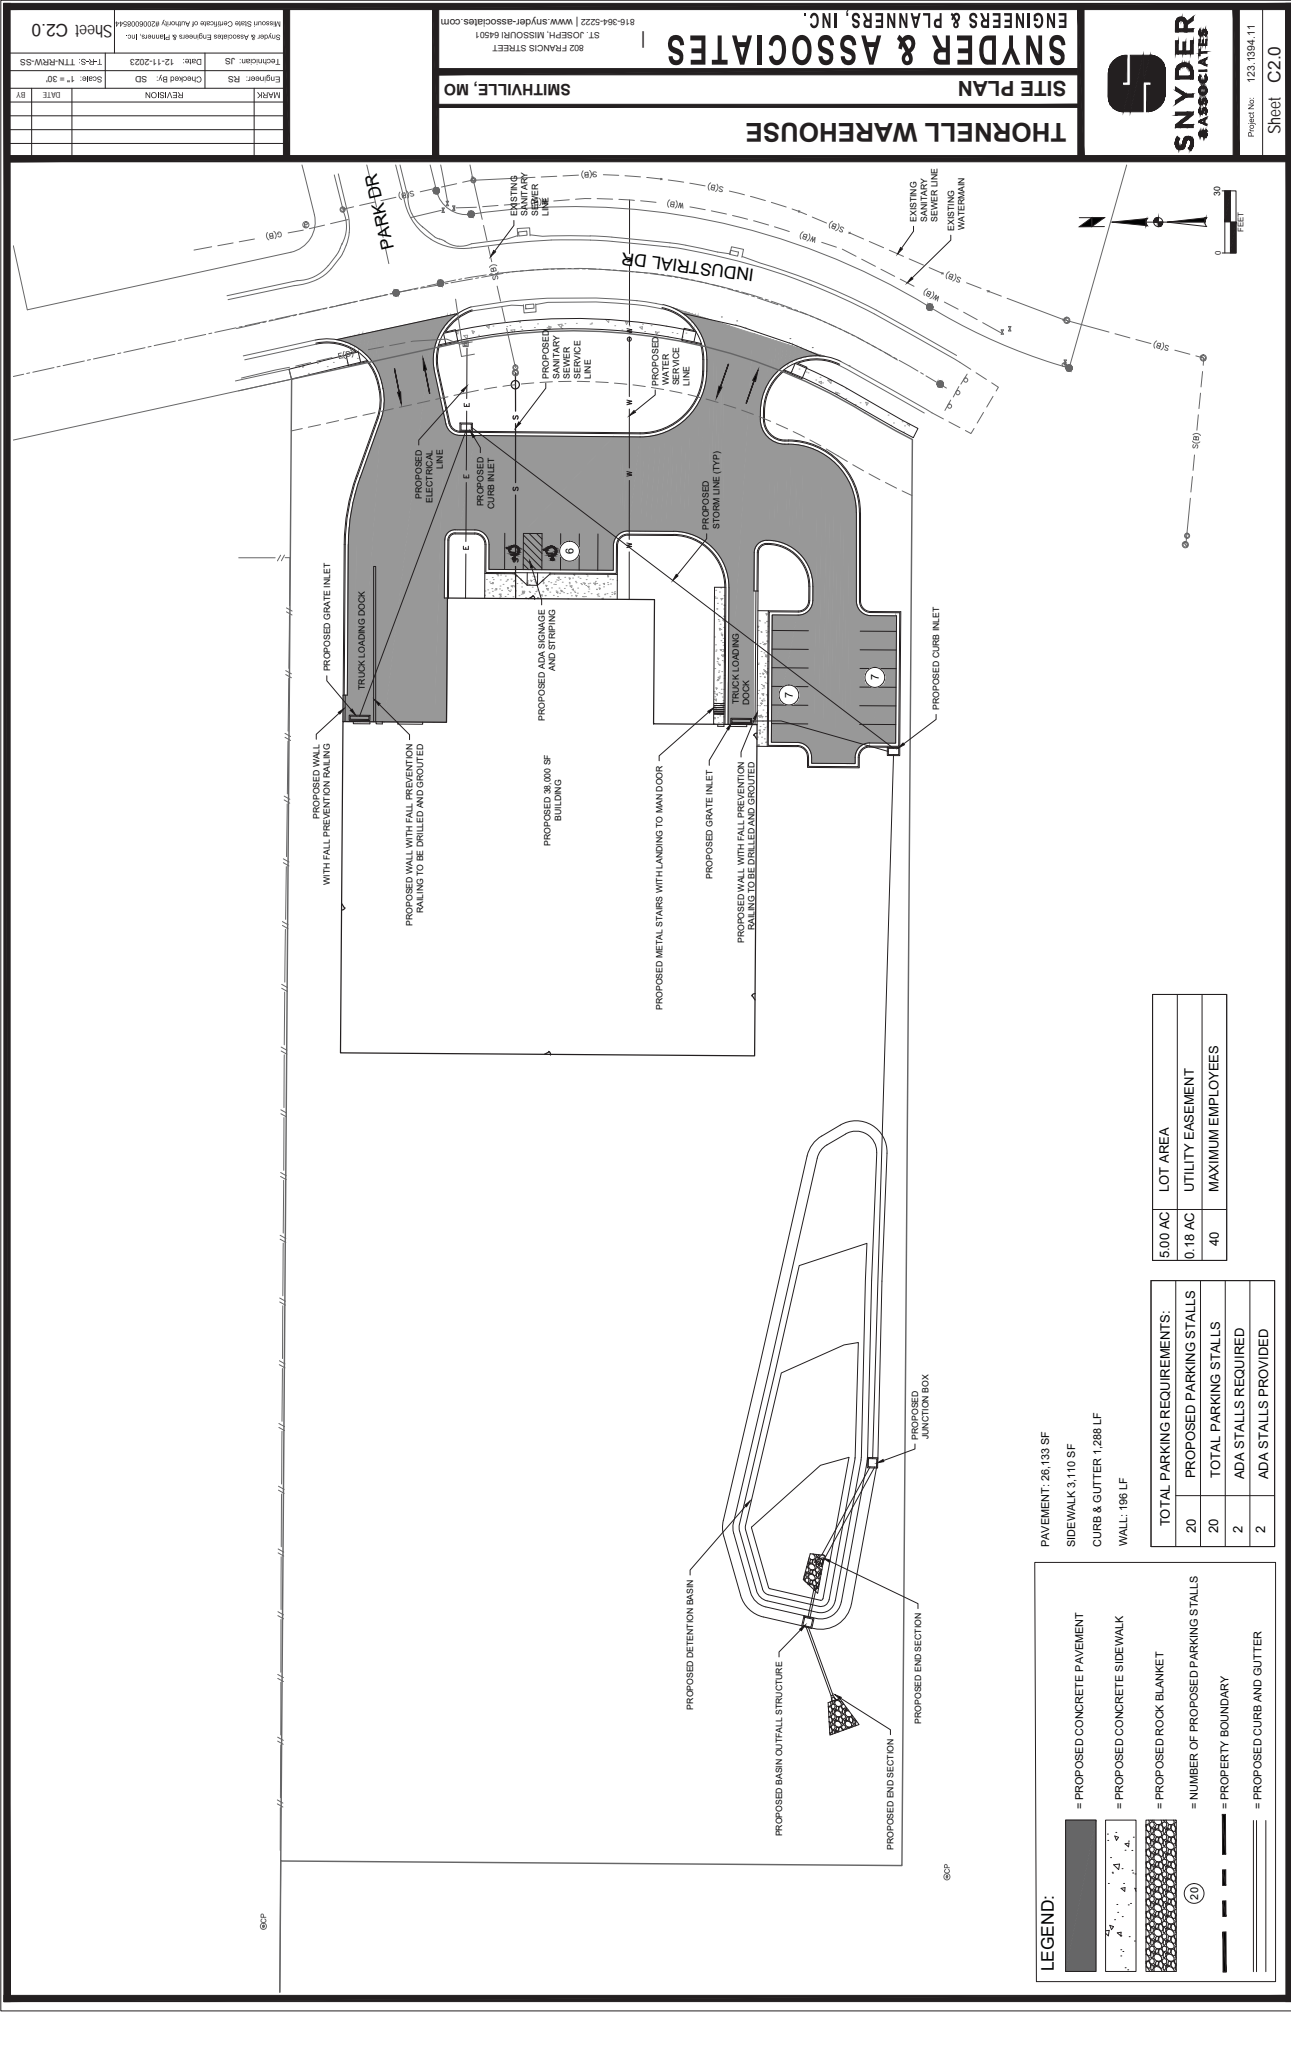 Missouri State Certificate of Authority #2006008544
Snyder & Associates Engineers & Planners, Inc.
Sheet C2.0
T-R-S: TTN-RRW-SS
Date: 12-11-2023
Technician: JS
Scale: 1" = 30'
Checked By: SD
Engineer: RS
MARK
REVISION
DATE
BY
THORNELL WAREHOUSE
SITE PLAN
SMITHVILLE, MO
SNYDER & ASSOCIATES
ENGINEERS & PLANNERS, INC.
802 FRANCIS STREET
ST. JOSEPH, MISSOURI 64501
816-364-5222 | www.snyder-associates.com
SNYDER
& ASSOCIATES
Project No: 123.1394.11
Sheet C2.0
PARK DR
INDUSTRIAL DR
EXISTING
SANITARY
SEWER
LINE
EXISTING
SANITARY
SEWER LINE
EXISTING
WATERMAIN
N
0
30
FEET
G(B)
S(B)
S(B)
S(B)
S(B)
S(B)
S(B)
S(B)
S(B)
S(B)
W(B)
W(B)
W(B)
W(B)
PROPOSED
ELECTRICAL
LINE
PROPOSED
CURB INLET
PROPOSED
SANITARY
SEWER
SERVICE
LINE
PROPOSED
WATER
SERVICE
LINE
PROPOSED
STORM LINE (TYP)
E
E
E
S
S
S
W
W
W
W
6
7
7
TRUCK LOADING DOCK
PROPOSED GRATE INLET
PROPOSED WALL
WITH FALL PREVENTION RAILING
PROPOSED WALL WITH FALL PREVENTION
RAILING TO BE DRILLED AND GROUTED
PROPOSED ADA SIGNAGE
AND STRIPING
PROPOSED 38,000 SF
BUILDING
PROPOSED METAL STAIRS WITH LANDING TO MAN DOOR
TRUCK LOADING
DOCK
PROPOSED GRATE INLET
PROPOSED WALL WITH FALL PREVENTION
RAILING TO BE DRILLED AND GROUTED
PROPOSED CURB INLET
PROPOSED DETENTION BASIN
PROPOSED BASIN OUTFALL STRUCTURE
PROPOSED END SECTION
PROPOSED END SECTION
PROPOSED
JUNCTION BOX
CP
CP
5.00 AC LOT AREA
0.18 AC UTILITY EASEMENT
40 MAXIMUM EMPLOYEES
TOTAL PARKING REQUIREMENTS:
20 PROPOSED PARKING STALLS
20 TOTAL PARKING STALLS
2 ADA STALLS REQUIRED
2 ADA STALLS PROVIDED
PAVEMENT: 26,133 SF
SIDEWALK 3,110 SF
CURB & GUTTER 1,288 LF
WALL: 196 LF
LEGEND:
= PROPOSED CONCRETE PAVEMENT
= PROPOSED CONCRETE SIDEWALK
= PROPOSED ROCK BLANKET
20 = NUMBER OF PROPOSED PARKING STALLS
= PROPERTY BOUNDARY
= PROPOSED CURB AND GUTTER